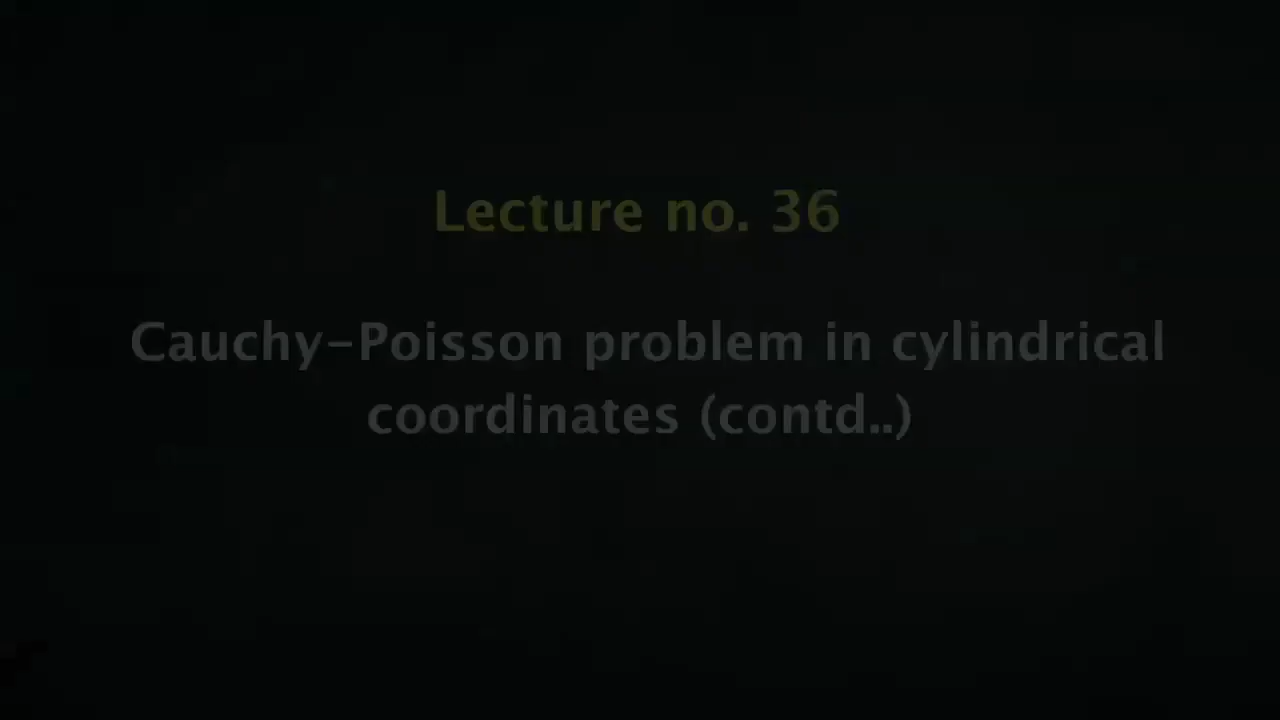 Lecture no. 36
Cauchy-Poisson problem in cylindrical
coordinates (contd..)